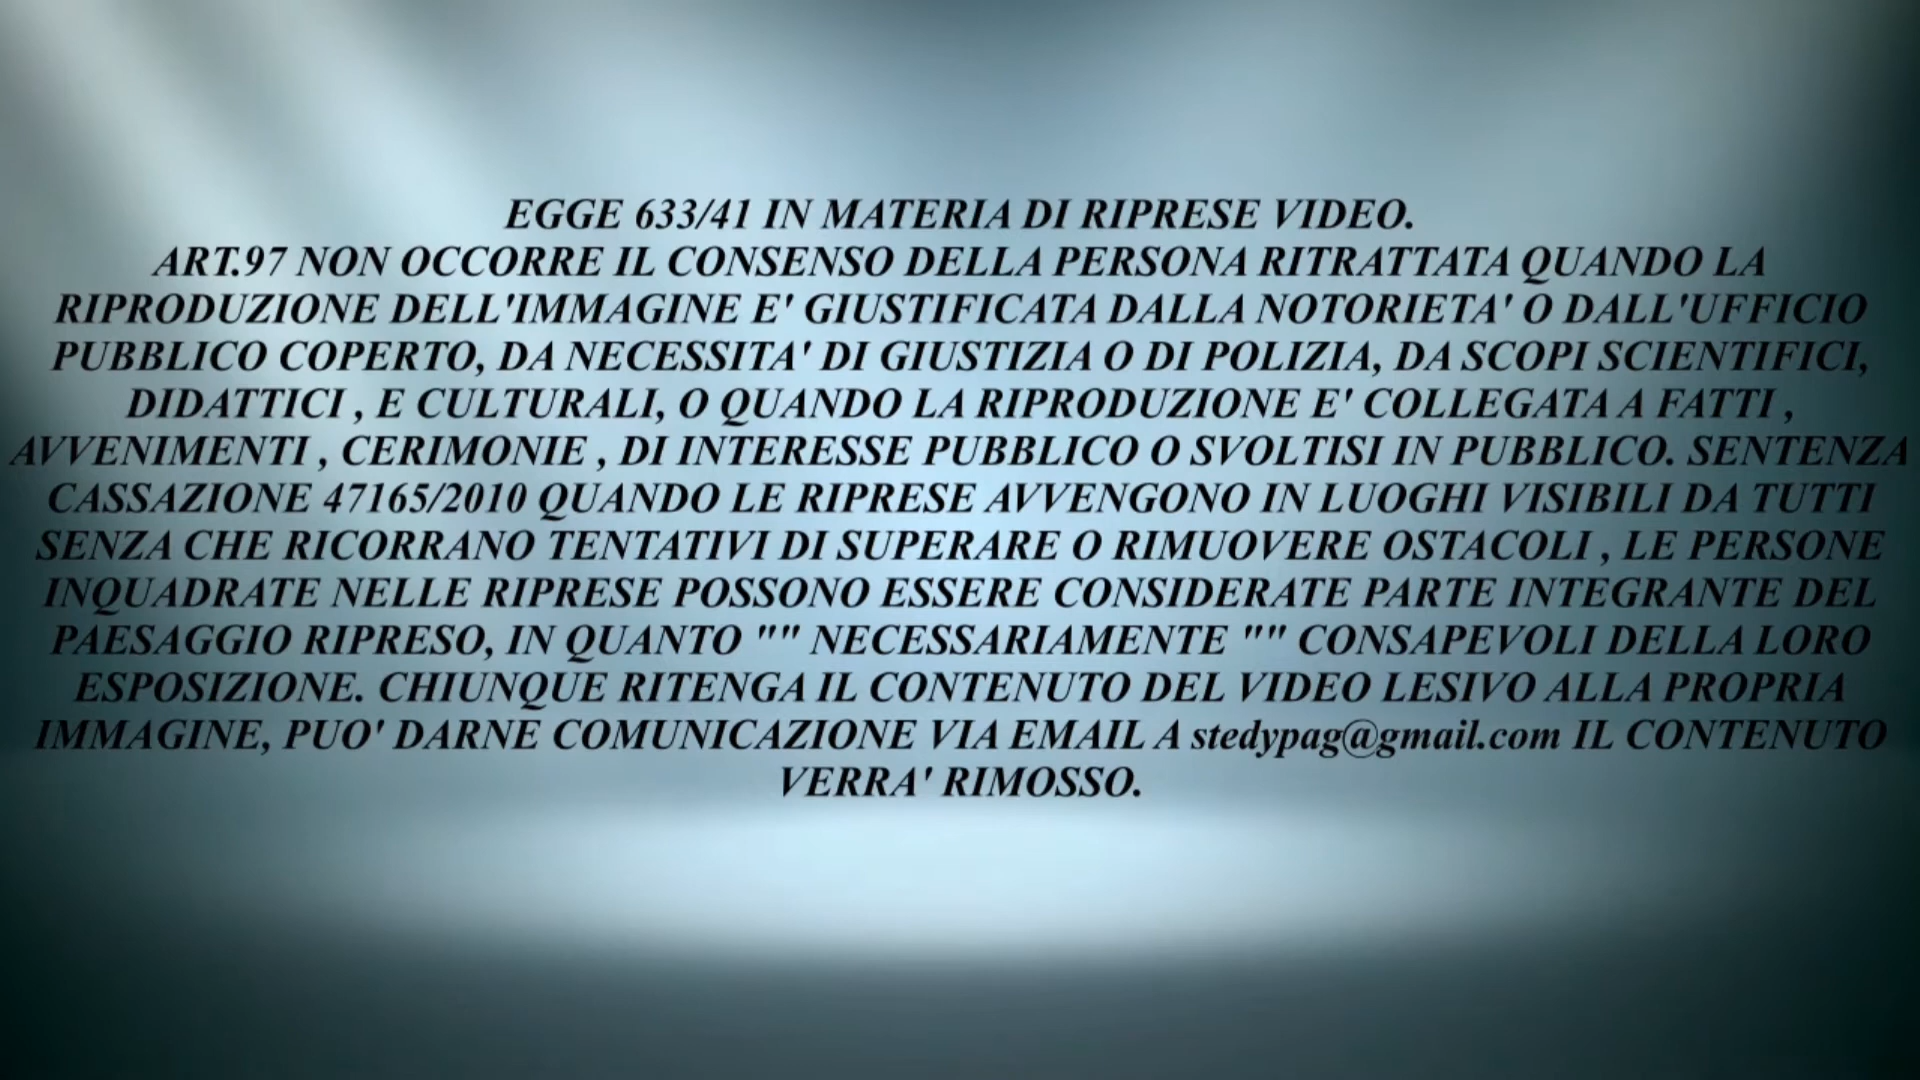 EGGE 633/41 IN MATERIA DI RIPRESE VIDEO.
ART.97 NON OCCORRE IL CONSENSO DELLA PERSONA RITRATTATA QUANDO LA
RIPRODUZIONE DELL'IMMAGINE E' GIUSTIFICATA DALLA NOTORIETA' O DALL'UFFICIO
PUBBLICO COPERTO, DA NECESSITA' DI GIUSTIZIA O DI POLIZIA, DA SCOPI SCIENTIFICI,
DIDATTICI , E CULTURALI, O QUANDO LA RIPRODUZIONE E' COLLEGATA A FATTI ,
AVVENIMENTI , CERIMONIE , DI INTERESSE PUBBLICO O SVOLTISI IN PUBBLICO. SENTENZA
CASSAZIONE 47165/2010 QUANDO LE RIPRESE AVVENGONO IN LUOGHI VISIBILI DA TUTTI
SENZA CHE RICORRANO TENTATIVI DI SUPERARE O RIMUOVERE OSTACOLI , LE PERSONE
INQUADRATE NELLE RIPRESE POSSONO ESSERE CONSIDERATE PARTE INTEGRANTE DEL
PAESAGGIO RIPRESO, IN QUANTO "" NECESSARIAMENTE "" CONSAPEVOLI DELLA LORO
ESPOSIZIONE. CHIUNQUE RITENGA IL CONTENUTO DEL VIDEO LESIVO ALLA PROPRIA
IMMAGINE, PUO' DARNE COMUNICAZIONE VIA EMAIL A stedypag@gmail.com IL CONTENUTO
VERRA' RIMOSSO.